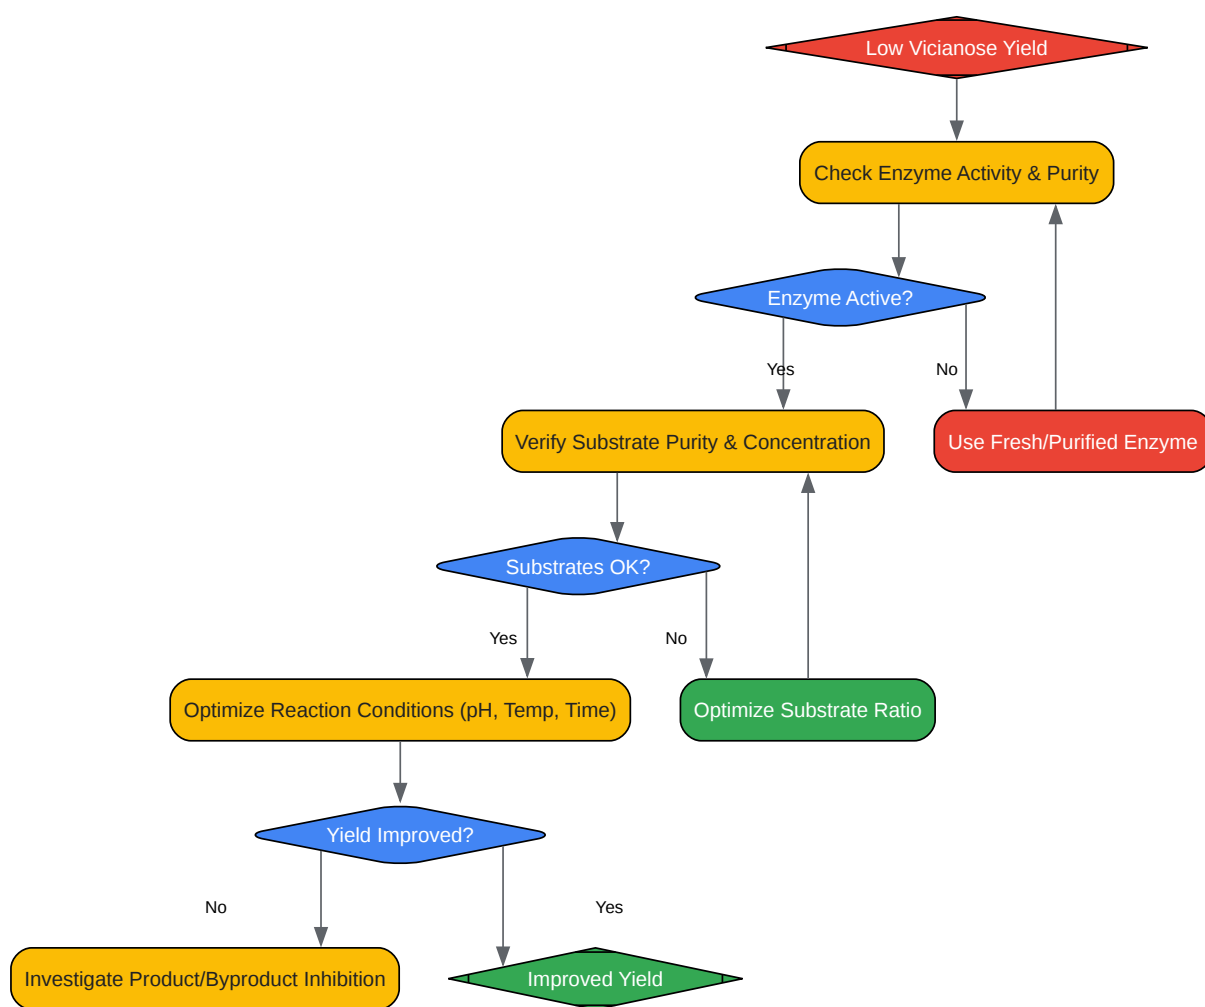 Low Vicianose Yield
Check Enzyme Activity & Purity
Enzyme Active?
Yes
No
Verify Substrate Purity & Concentration
Use Fresh/Purified Enzyme
Substrates OK?
Yes
No
Optimize Reaction Conditions (pH, Temp, Time)
Optimize Substrate Ratio
Yield Improved?
No
Yes
Investigate Product/Byproduct Inhibition
Improved Yield